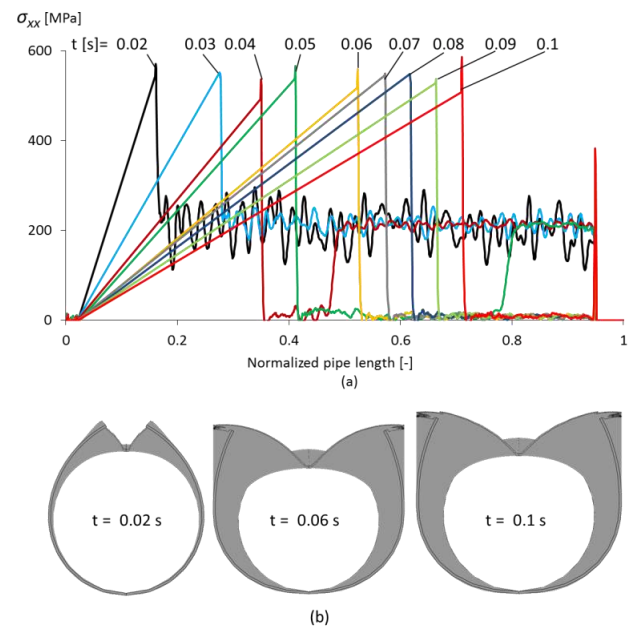 σxx [MPa]
t [s]= 0.02 0.03 0.04 0.05 0.06 0.07 0.08 0.09 0.1
600
400
200
0
0 0.2 0.4 0.6 0.8 1
Normalized pipe length [-]
(a)
t = 0.02 s t = 0.06 s t = 0.1 s
(b)